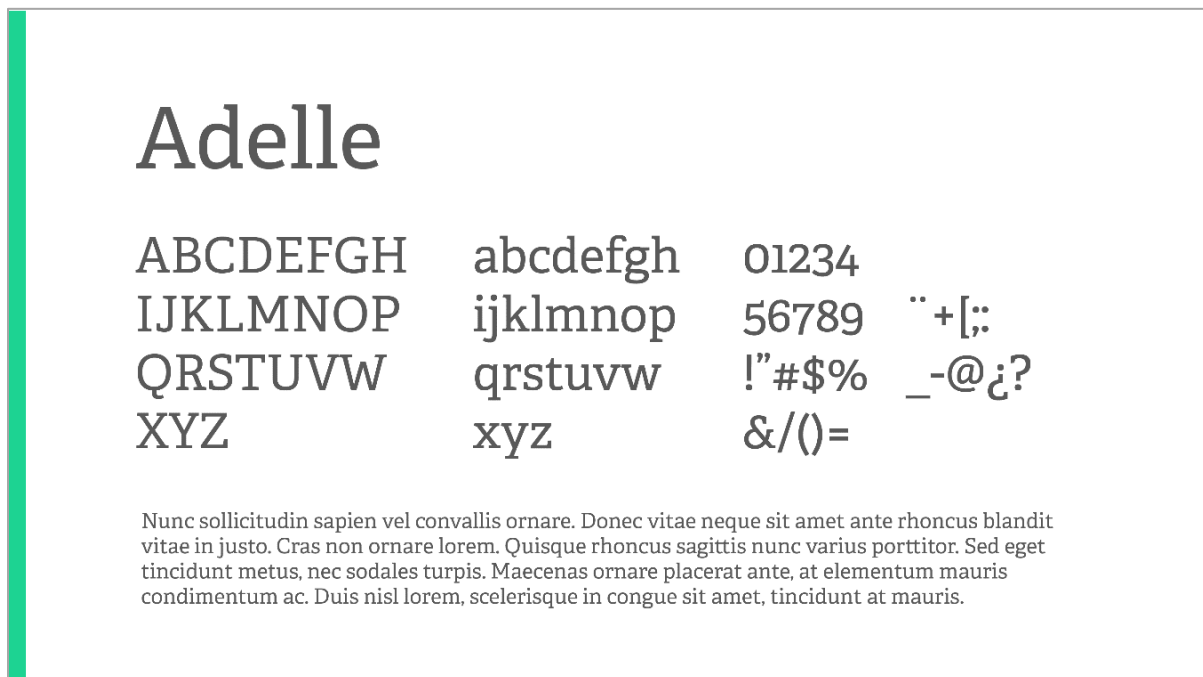 Adelle
ABCDEFGH abcdefgh 01234
IJKLMNOP ijklmnop 56789 ¨+[;:
QRSTUVW qrstuvw !”#$% _-@¿?
XYZ xyz &/()=
Nunc sollicitudin sapien vel convallis ornare. Donec vitae neque sit amet ante rhoncus blandit
vitae in justo. Cras non ornare lorem. Quisque rhoncus sagittis nunc varius porttitor. Sed eget
tincidunt metus, nec sodales turpis. Maecenas ornare placerat ante, at elementum mauris
condimentum ac. Duis nisl lorem, scelerisque in congue sit amet, tincidunt at mauris.